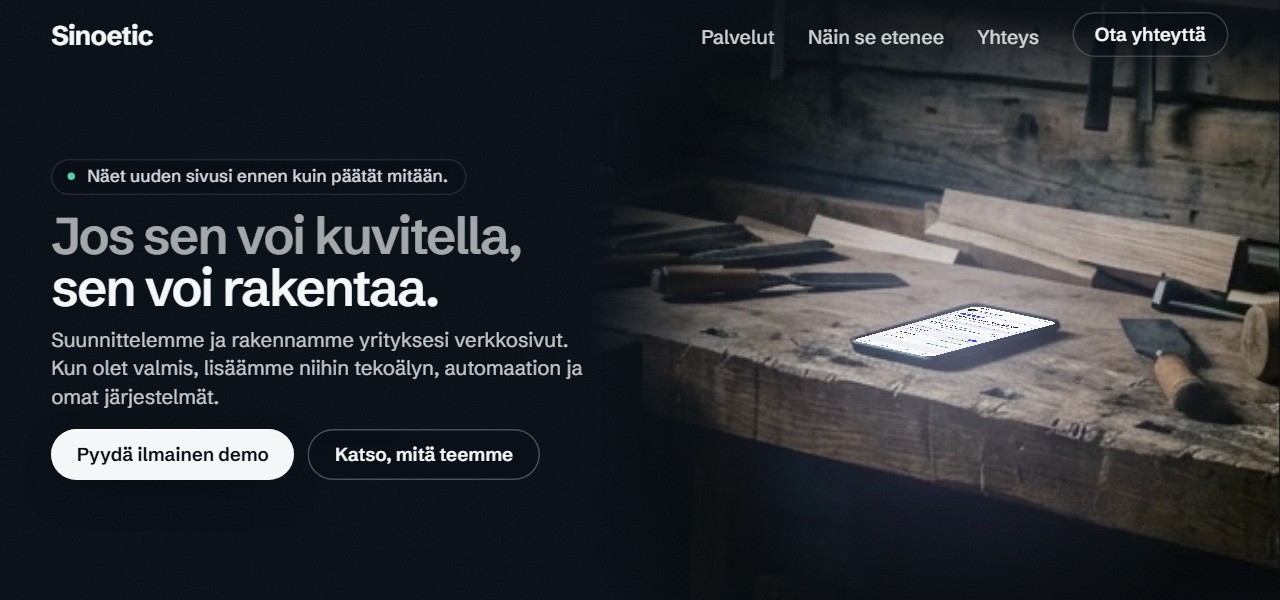 Sinoetic
Palvelut
Näin se etenee
Yhteys
Ota yhteyttä
Näet uuden sivusi ennen kuin päätät mitään.
Jos sen voi kuvitella,
sen voi rakentaa.
Suunnittelemme ja rakennamme yrityksesi verkkosivut.
Kun olet valmis, lisäämme niihin tekoälyn, automaation ja
omat järjestelmät.
Pyydä ilmainen demo
Katso, mitä teemme